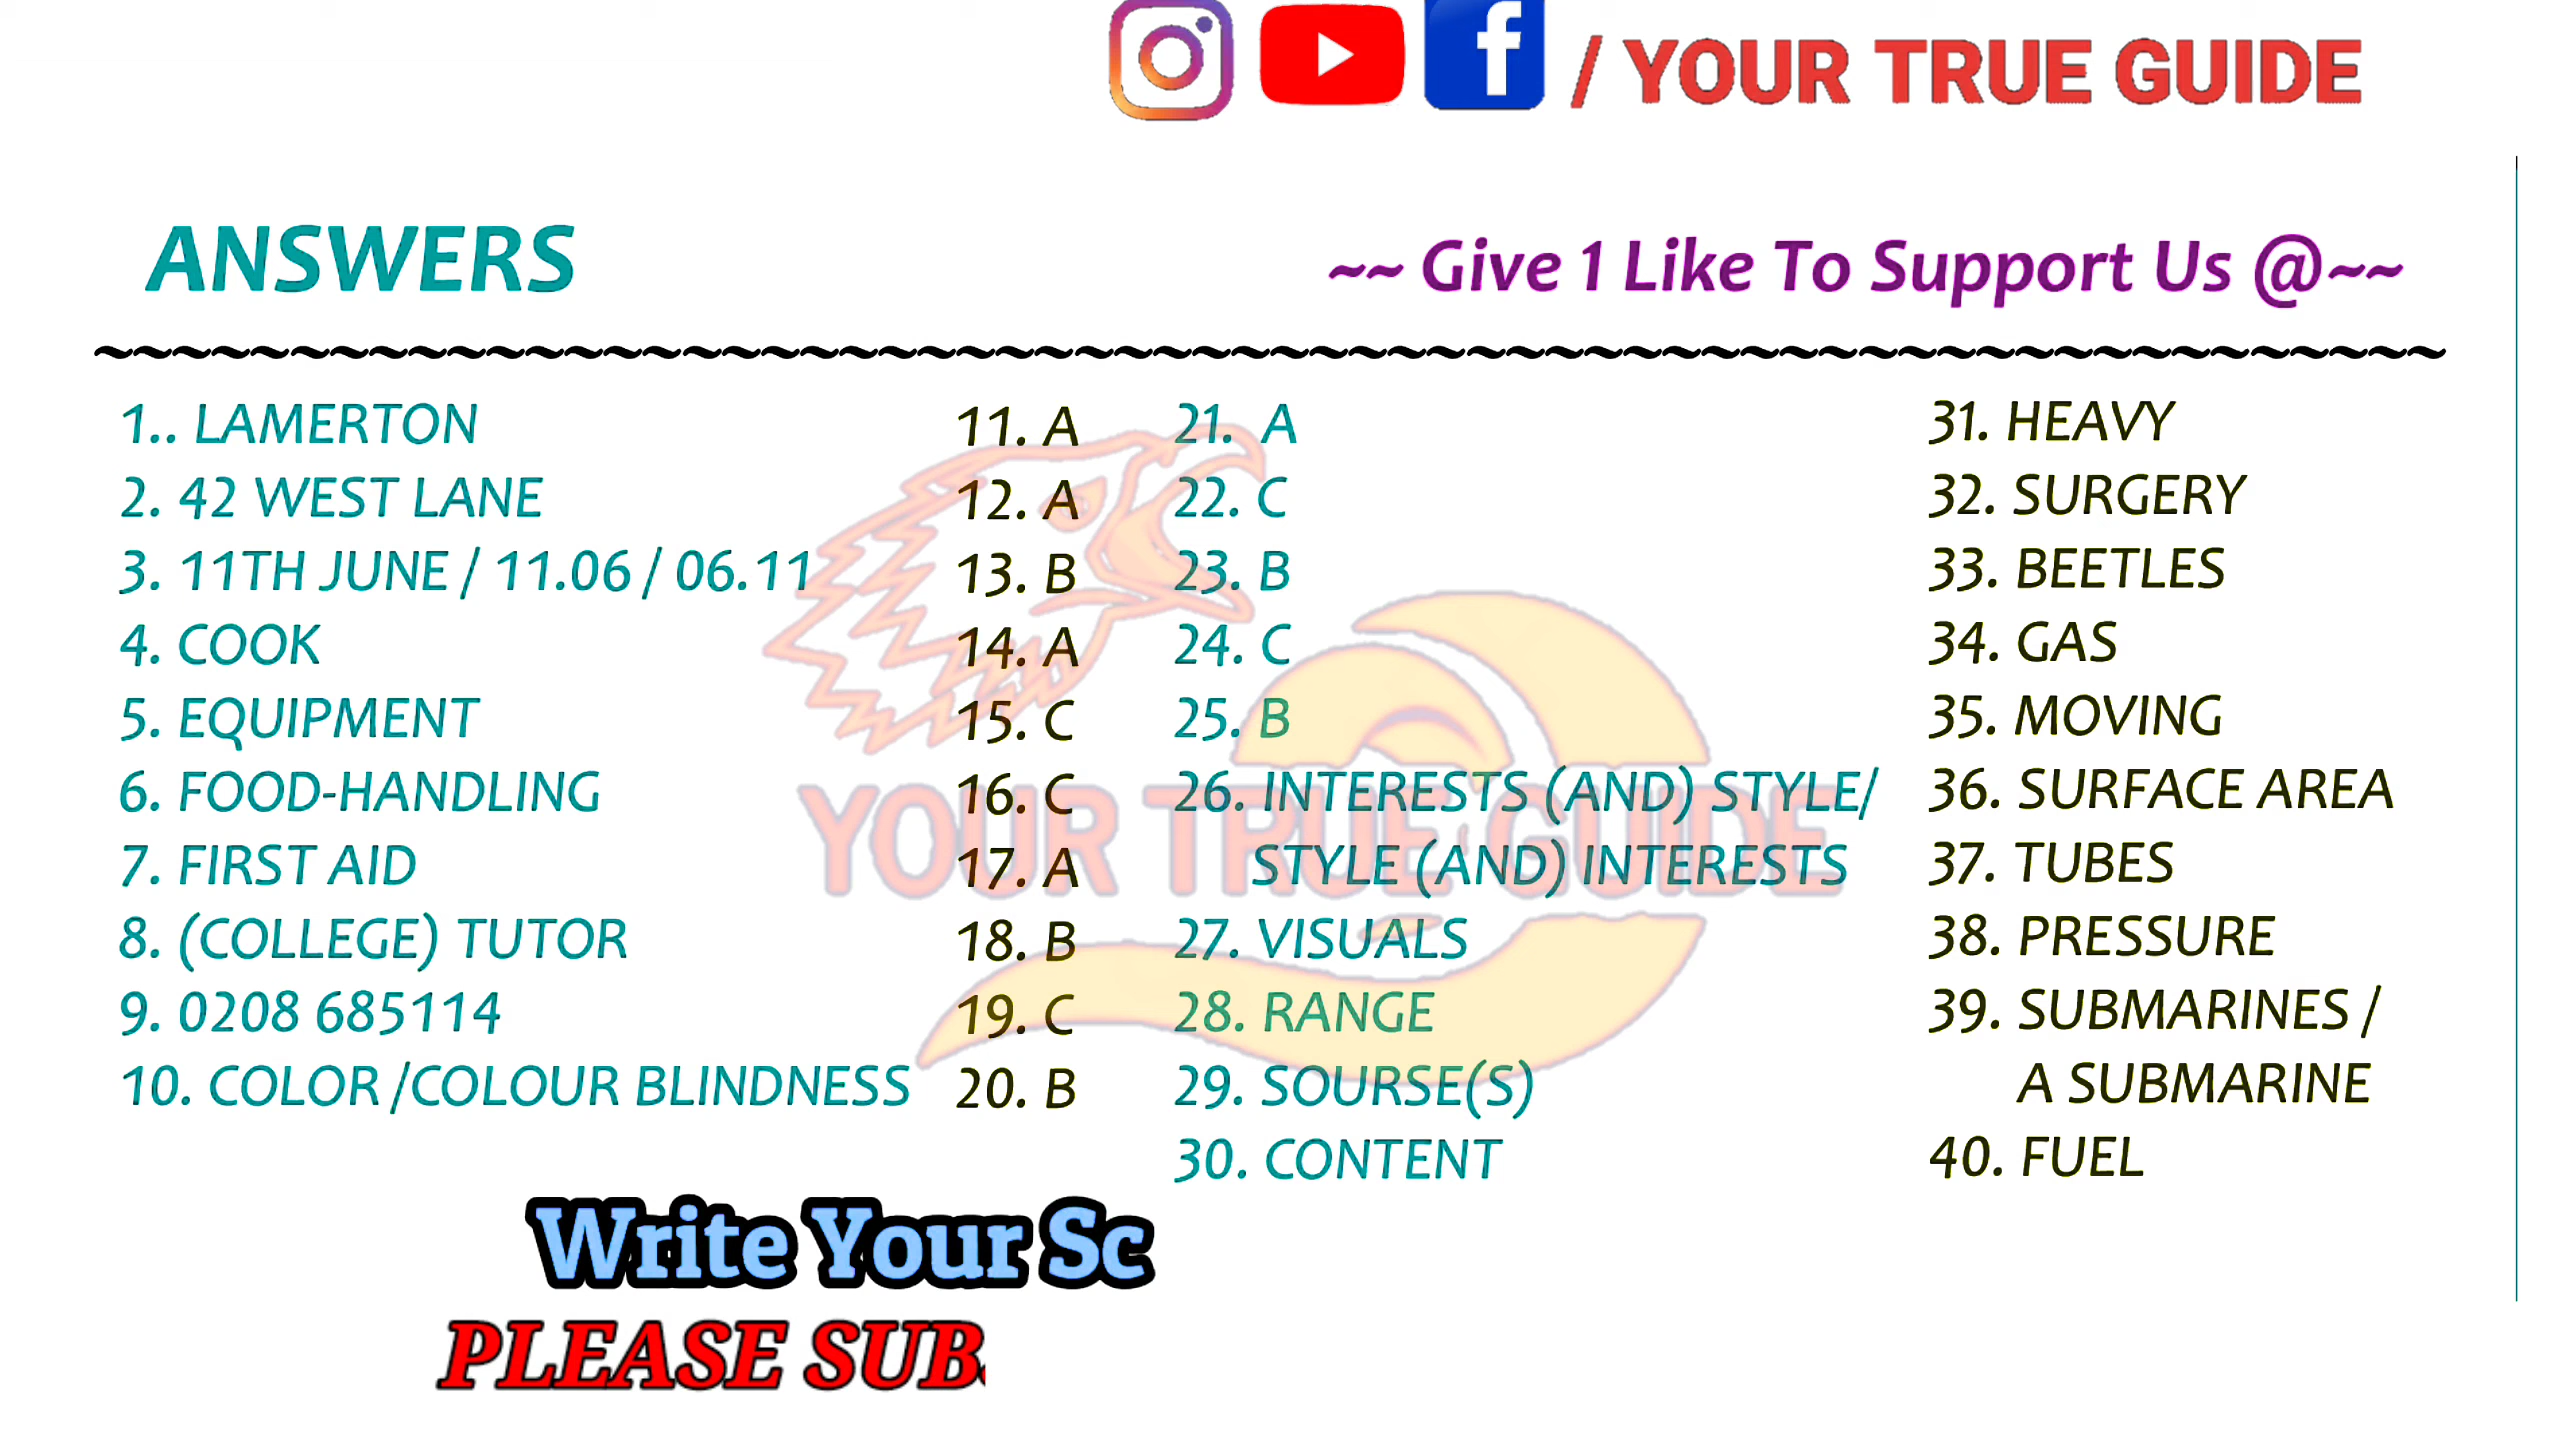 / YOUR TRUE GUIDE
ANSWERS
~~ Give 1 Like To Support Us @~~
1.. LAMERTON
2. 42 WEST LANE
3. 11TH JUNE / 11.06 / 06.11
4. COOK
5. EQUIPMENT
6. FOOD-HANDLING
7. FIRST AID
8. (COLLEGE) TUTOR
9. 0208 685114
10. COLOR /COLOUR BLINDNESS
11. A
12. A
13. B
14. A
15. C
16. C
17. A
18. B
19. C
20. B
21. A
22. C
23. B
24. C
25. B
26. INTERESTS (AND) STYLE/
STYLE (AND) INTERESTS
27. VISUALS
28. RANGE
29. SOURSE(S)
30. CONTENT
31. HEAVY
32. SURGERY
33. BEETLES
34. GAS
35. MOVING
36. SURFACE AREA
37. TUBES
38. PRESSURE
39. SUBMARINES /
A SUBMARINE
40. FUEL
YOUR TRUE GUIDE
Write Your Sc
PLEASE SUB